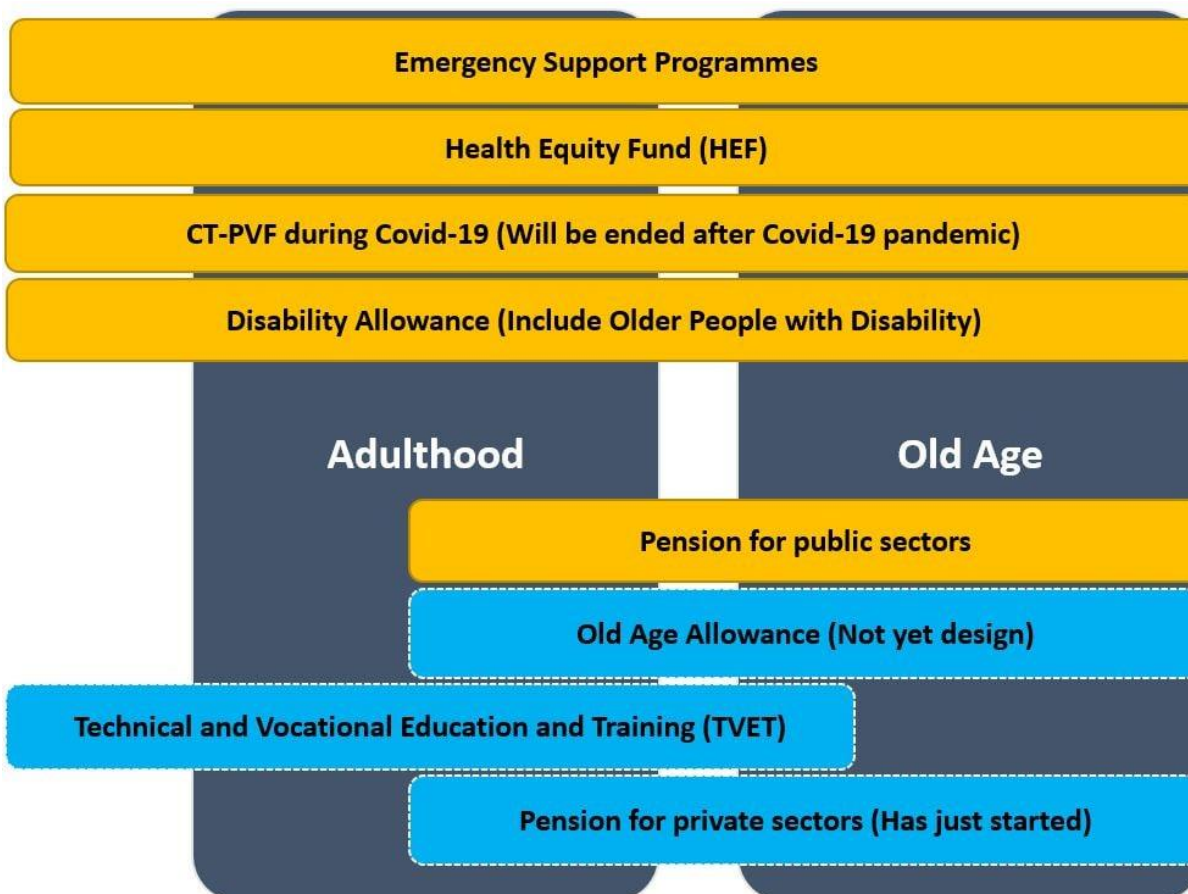 Emergency Support Programmes
Health Equity Fund (HEF)
CT-PVF during Covid-19 (Will be ended after Covid-19 pandemic)
Disability Allowance (Include Older People with Disability)
Adulthood
Old Age
Pension for public sectors
Old Age Allowance (Not yet design)
Technical and Vocational Education and Training (TVET)
Pension for private sectors (Has just started)